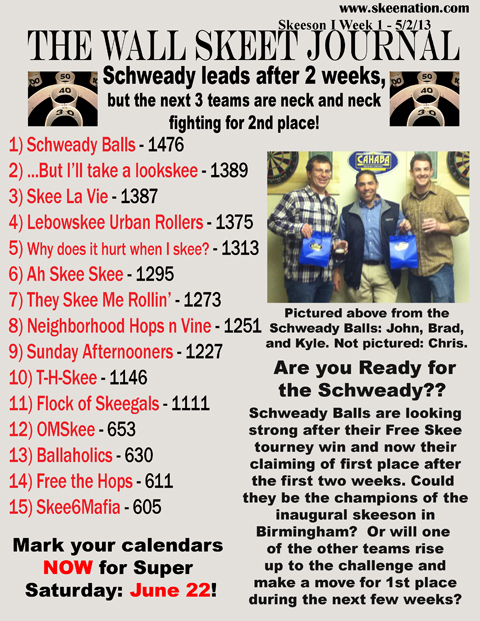 www.skeenation.com
Skeeson I Week 1 - 5/2/13
THE WALL SKEET JOURNAL
Schweady leads after 2 weeks,
but the next 3 teams are neck and neck
fighting for 2nd place!
50
40
30
50
40
30
1) Schweady Balls - 1476
2) ...But I'll take a lookskee - 1389
3) Skee La Vie - 1387
4) Lebowskee Urban Rollers - 1375
5) Why does it hurt when I skee? - 1313
6) Ah Skee Skee - 1295
7) They Skee Me Rollin' - 1273
8) Neighborhood Hops n Vine - 1251
9) Sunday Afternooners - 1227
10) T-H-Skee - 1146
11) Flock of Skeegals - 1111
12) OMSkee - 653
13) Ballaholics - 630
14) Free the Hops - 611
15) Skee6Mafia - 605
Mark your calendars
NOW for Super
Saturday: June 22!
CAHABA
Pictured above from the
Schweady Balls: John, Brad,
and Kyle. Not pictured: Chris.
Are you Ready for
the Schweady??
Schweady Balls are looking
strong after their Free Skee
tourney win and now their
claiming of first place after
the first two weeks. Could
they be the champions of the
inaugural skeeson in
Birmingham?  Or will one
of the other teams rise
up to the challenge and
make a move for 1st place
during the next few weeks?